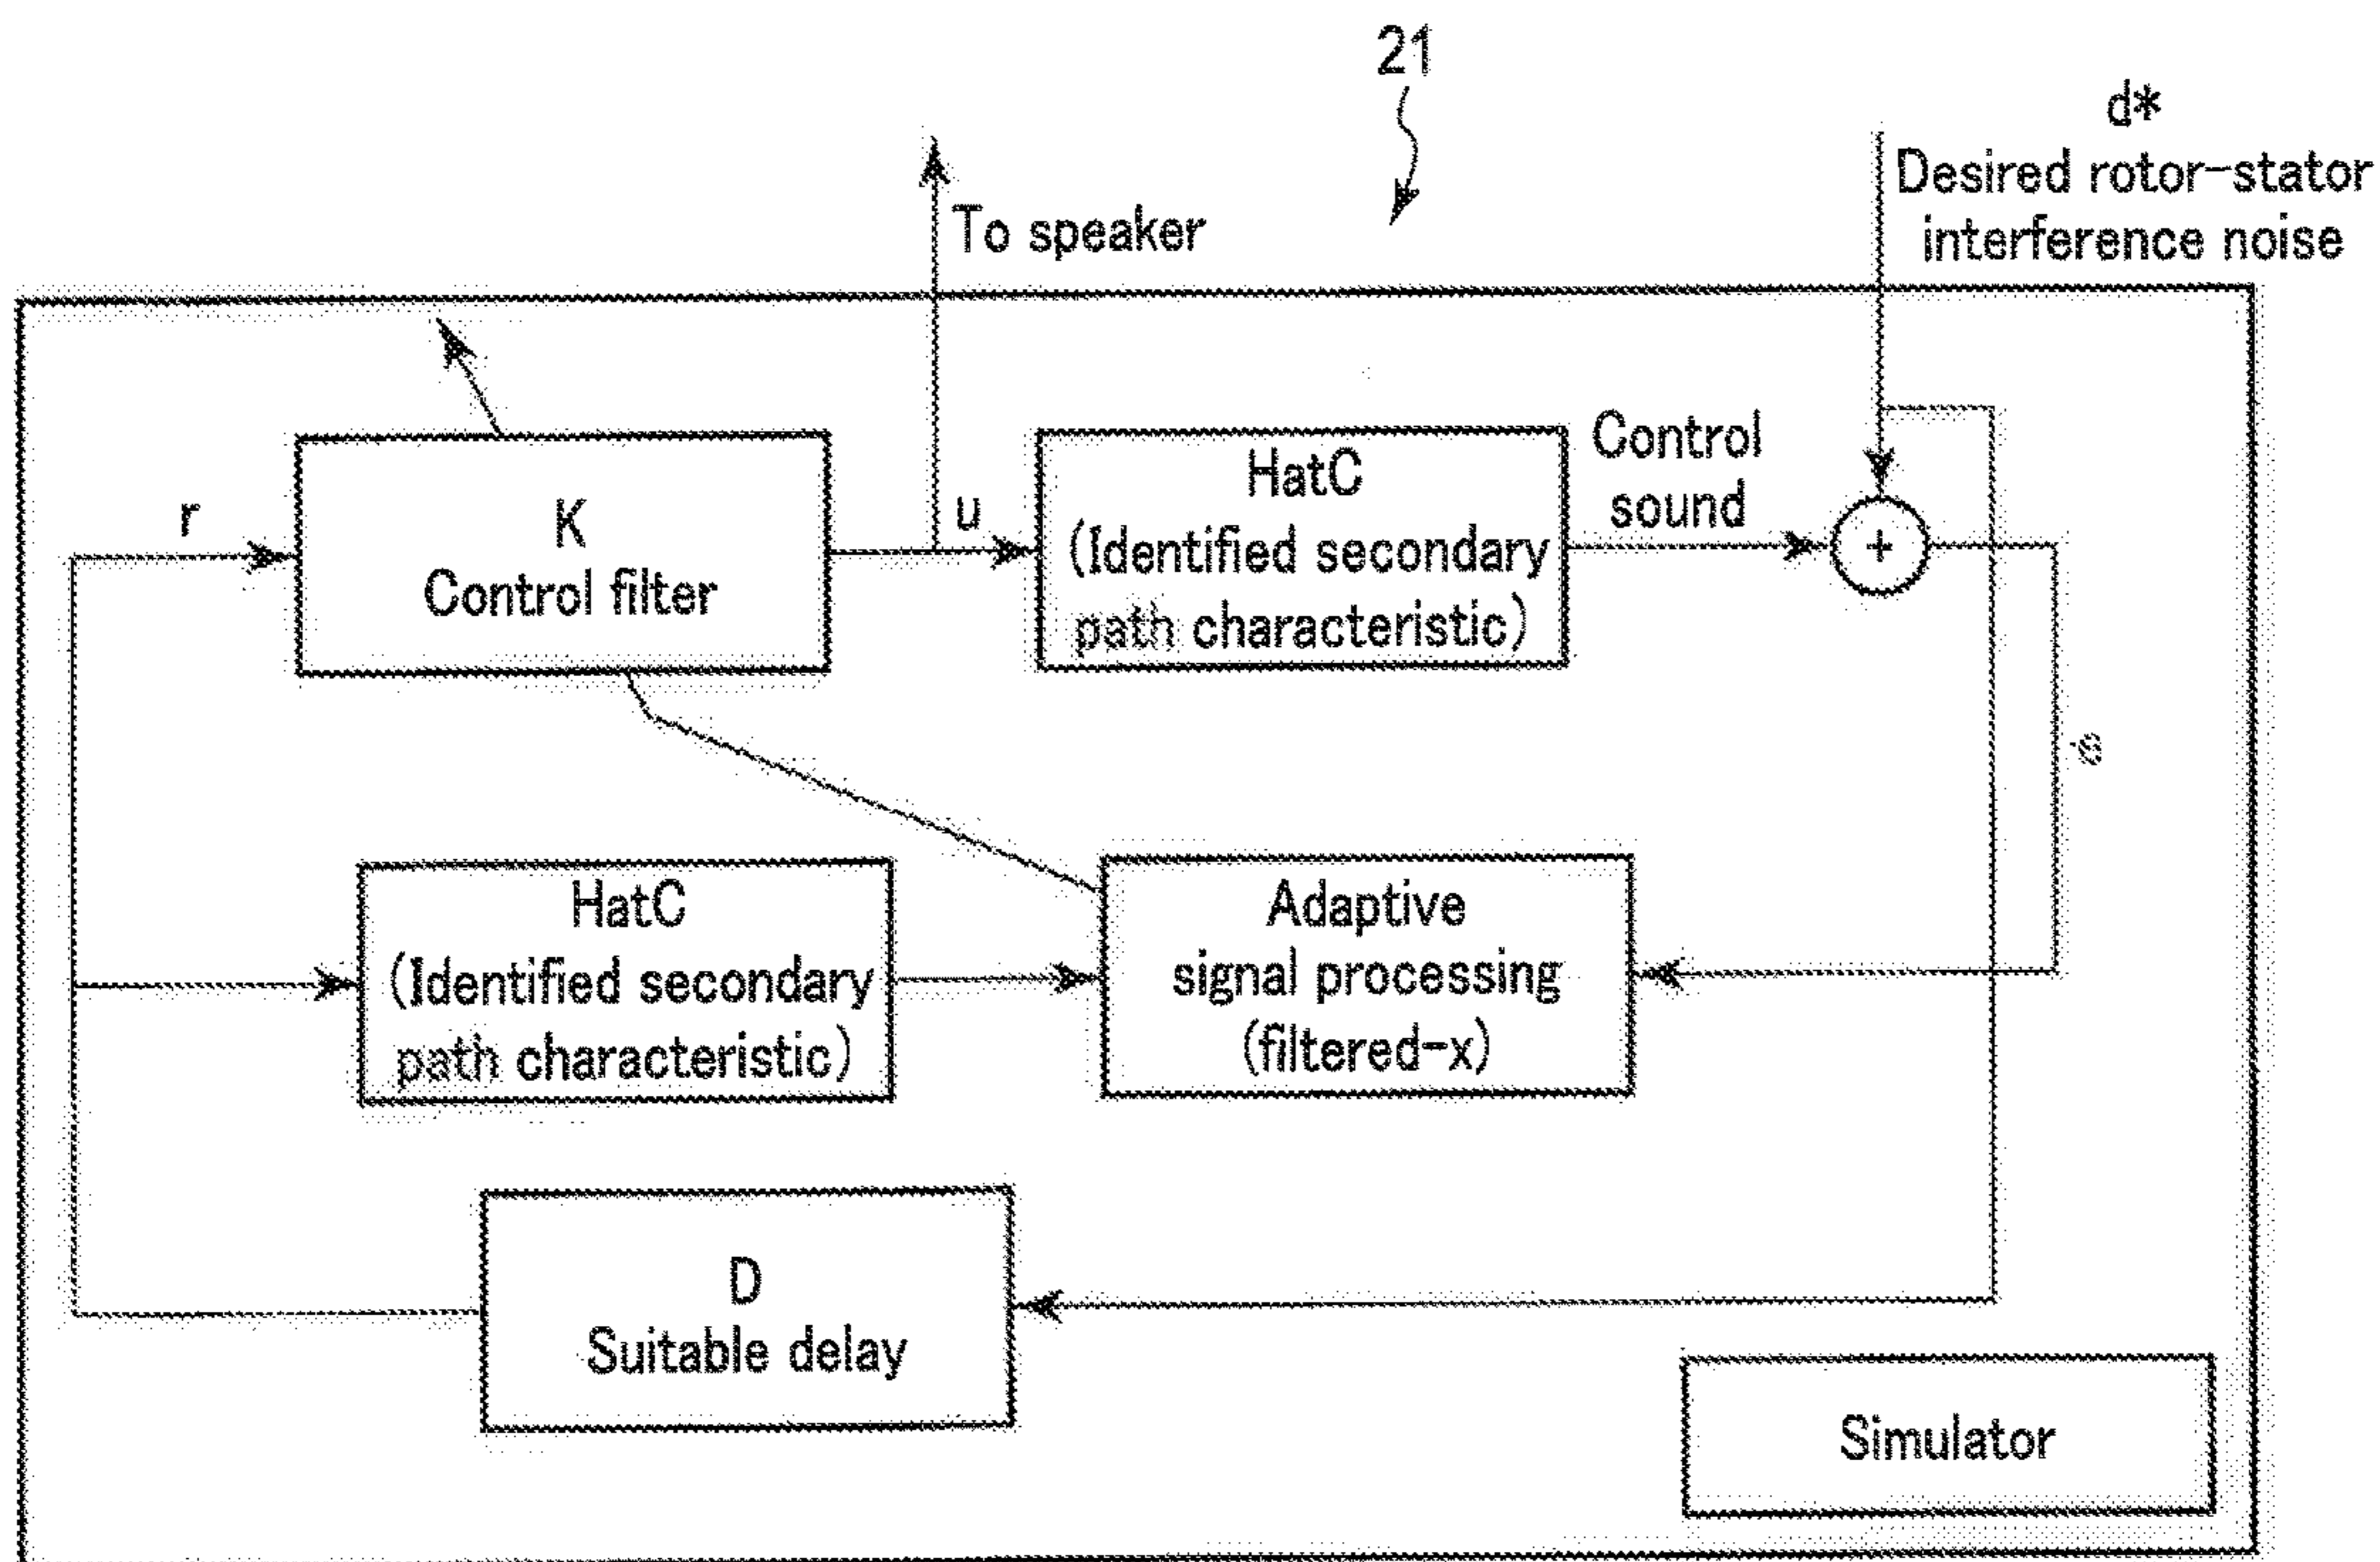 21
d*
Desired rotor-stator
interference noise
To speaker
r
K
Control filter
u
HatC
(Identified secondary
path characteristic)
Control
sound
+
e
HatC
(Identified secondary
path characteristic)
Adaptive
signal processing
(filtered-x)
D
Suitable delay
Simulator